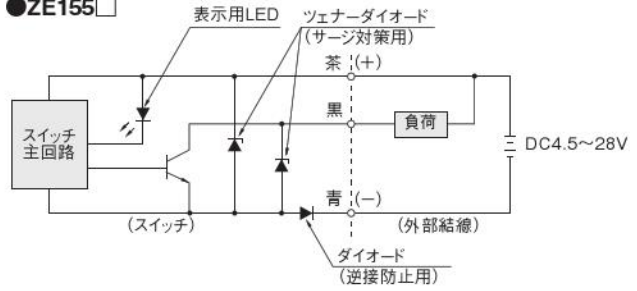 ●ZE155□
表示用LED
ツェナーダイオード
(サージ対策用)
茶 (+)
黒
負荷
スイッチ
主回路
DC4.5～28V
青 (−)
(スイッチ)
(外部結線)
ダイオード
(逆接防止用)